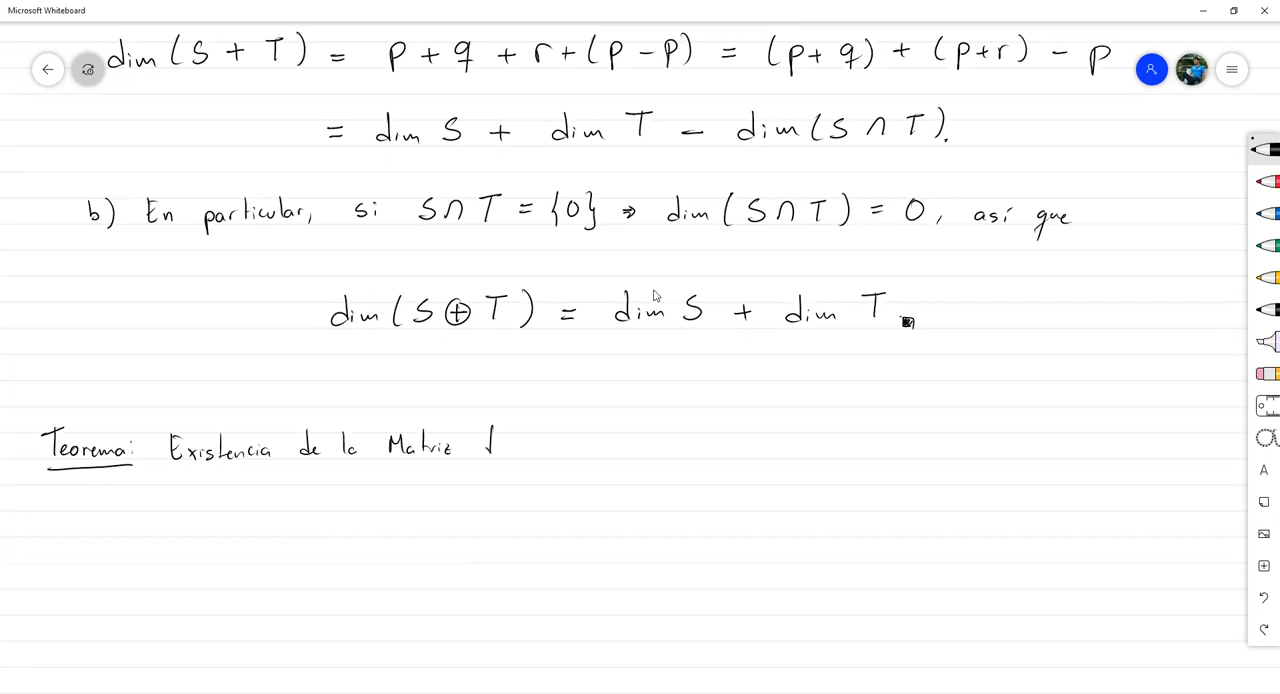 Microsoft Whiteboard
dim (S + T) = p + q + r + (p - p) = (p + q) + (p + r) - p
= dim S + dim T - dim (S ∩ T).
b) En particular, si S ∩ T = {0} ⇒ dim (S ∩ T) = 0, así que
dim (S ⊕ T) = dim S + dim T
Teorema: Existencia de la Matriz